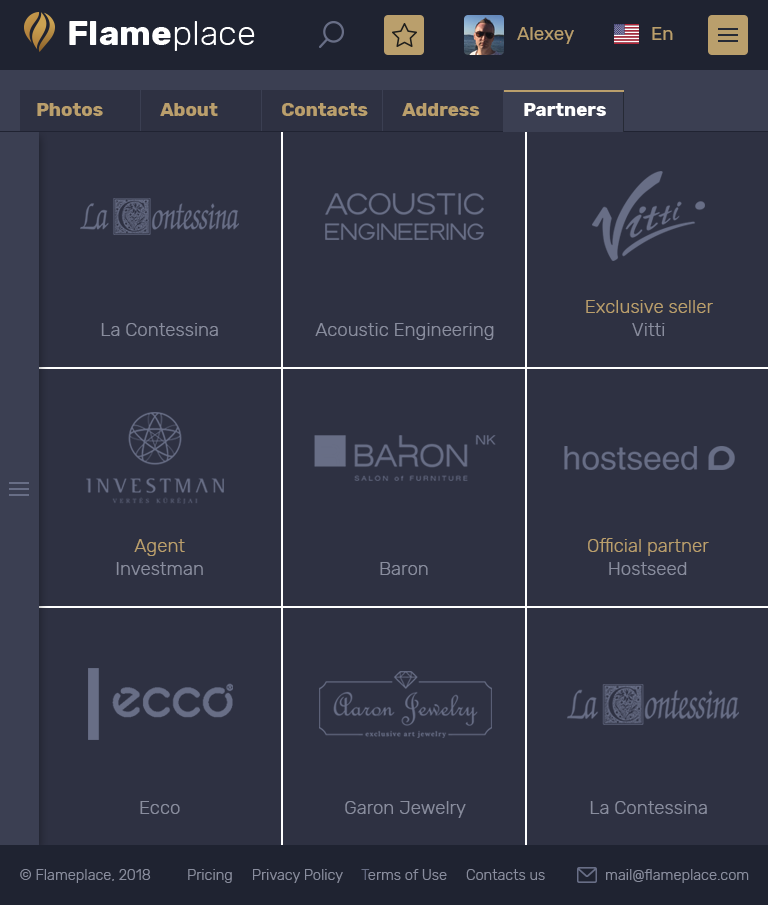 Flameplace
Alexey
En
Photos
About
Contacts
Address
Partners
La Contessina
La Contessina
ACOUSTIC
ENGINEERING
Acoustic Engineering
Vitti
Exclusive seller
Vitti
INVESTMAN
VERTĖS KŪRĖJAI
Agent
Investman
BARON NK
SALON of FURNITURE
Baron
hostseed
Official partner
Hostseed
ecco®
Ecco
Aaron Jewelry
exclusive art jewelry
Garon Jewelry
La Contessina
La Contessina
© Flameplace, 2018
Pricing
Privacy Policy
Terms of Use
Contacts us
mail@flameplace.com